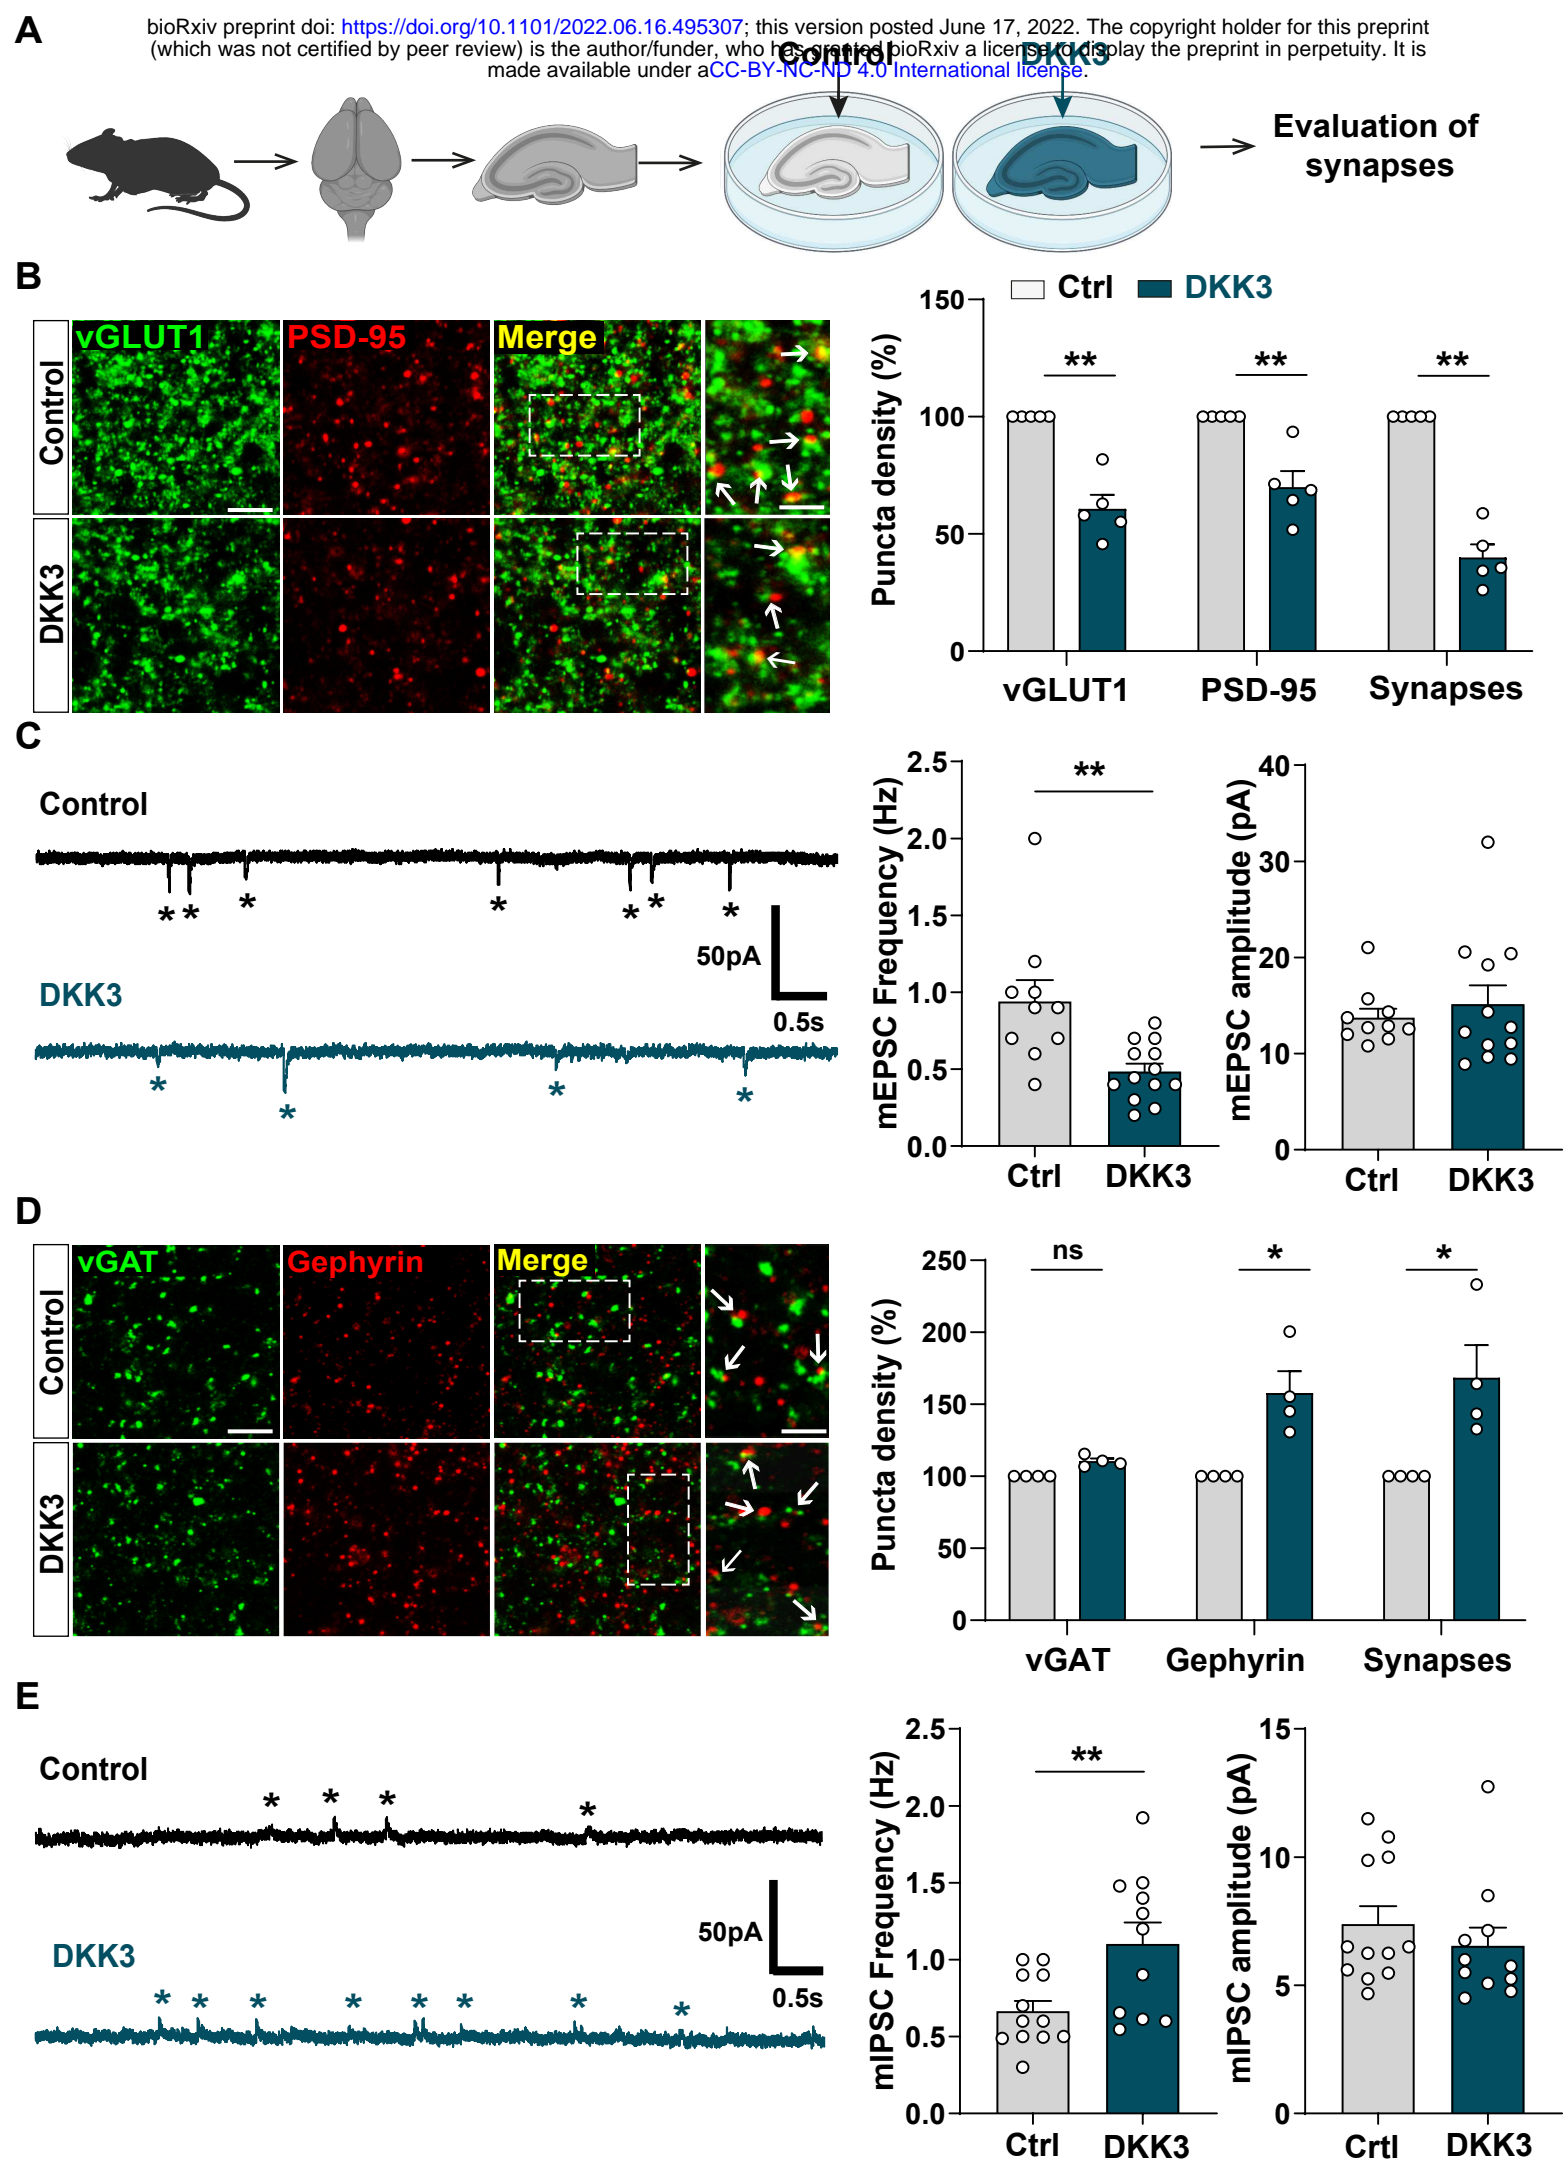 A
bioRxiv preprint doi: https://doi.org/10.1101/2022.06.16.495307; this version posted June 17, 2022. The copyright holder for this preprint
(which was not certified by peer review) is the author/funder, who has granted bioRxiv a license to display the preprint in perpetuity. It is
made available under aCC-BY-NC-ND 4.0 International license.
Control
DKK3
Evaluation of
synapses
B
Control
DKK3
vGLUT1
PSD-95
Merge
Ctrl
DKK3
Puncta density (%)
150
100
50
0
**
**
**
vGLUT1
PSD-95
Synapses
C
Control
* * * * * * *
50pA
0.5s
DKK3
* * * *
mEPSC Frequency (Hz)
2.5
2.0
1.5
1.0
0.5
0.0
**
Ctrl
DKK3
mEPSC amplitude (pA)
40
30
20
10
0
Ctrl
DKK3
D
Control
DKK3
vGAT
Gephyrin
Merge
Puncta density (%)
250
200
150
100
50
0
ns
*
*
vGAT
Gephyrin
Synapses
E
Control
* * * *
50pA
0.5s
DKK3
* * * * * * * *
mIPSC Frequency (Hz)
2.5
2.0
1.5
1.0
0.5
0.0
**
Ctrl
DKK3
mIPSC amplitude (pA)
15
10
5
0
Crtl
DKK3